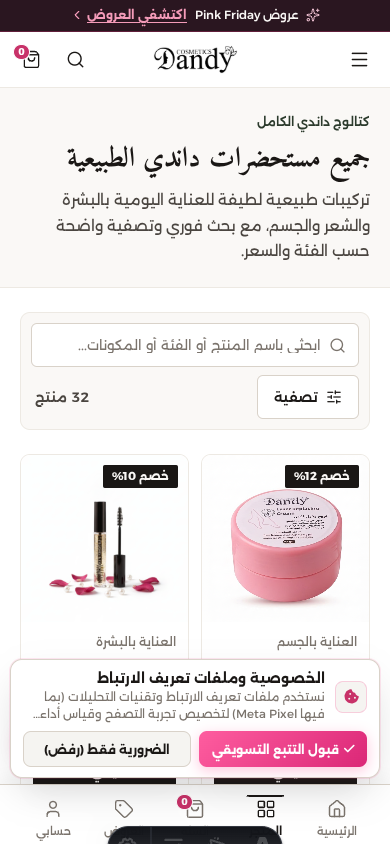 عروض Pink Friday اكتشفي العروض
0
COSMETICS
Dandy
كتالوج داندي الكامل
جميع مستحضرات داندي الطبيعية
تركيبات طبيعية لطيفة للعناية اليومية بالبشرة
والشعر والجسم، مع بحث فوري وتصفية واضحة
حسب الفئة والسعر.
ابحثي باسم المنتج أو الفئة أو المكونات...
تصفية
32 منتج
خصم 12%
خصم 10%
Dandy
العناية بالجسم
العناية بالبشرة
الخصوصية وملفات تعريف الارتباط
نستخدم ملفات تعريف الارتباط وتقنيات التحليلات (بما
فيها Meta Pixel) لتخصيص تجربة التصفح وقياس أداء...
قبول التتبع التسويقي
الضرورية فقط (رفض)
0
الرئيسية
حسابي